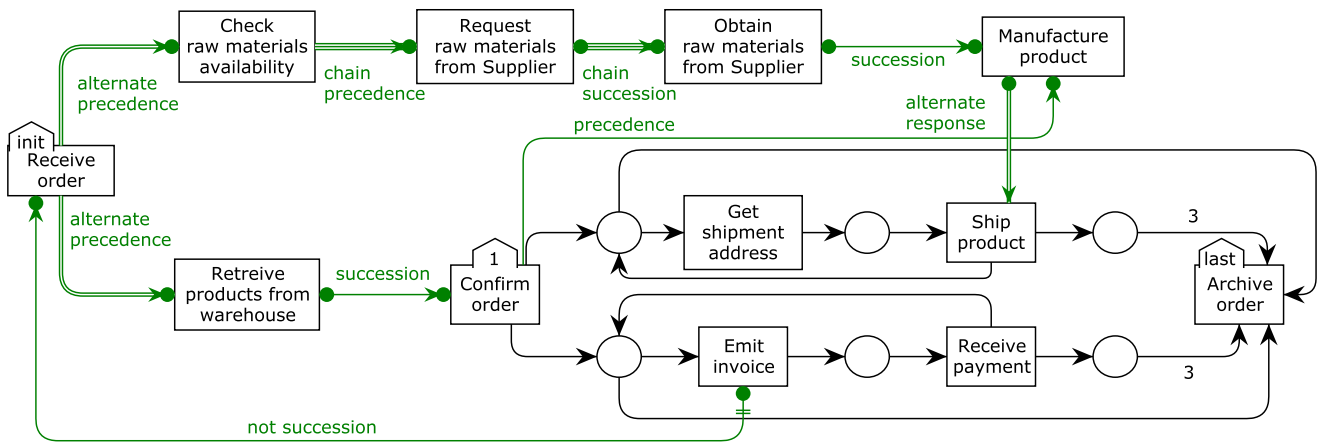 Check
raw materials
availability
Request
raw materials
from Supplier
Obtain
raw materials
from Supplier
Manufacture
product
alternate
precedence
chain
precedence
chain
succession
succession
alternate
response
precedence
init
Receive
order
alternate
precedence
Retreive
products from
warehouse
succession
1
Confirm
order
Get
shipment
address
Ship
product
3
last
Archive
order
Emit
invoice
Receive
payment
3
not succession